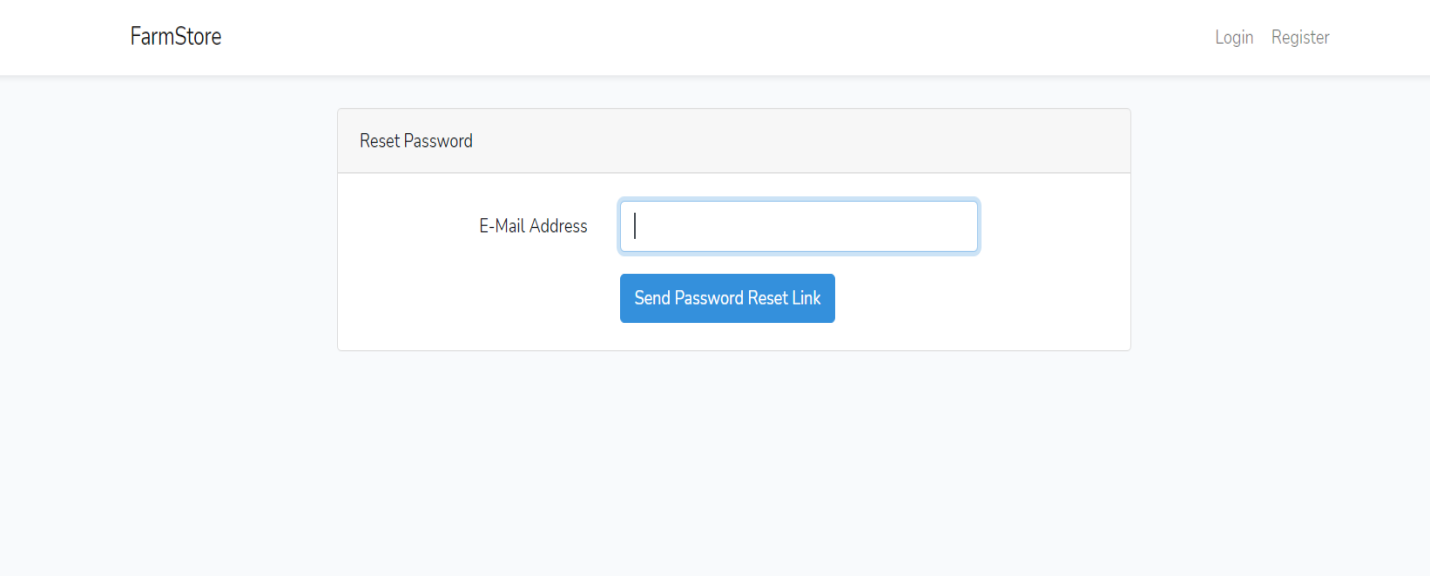 FarmStore
Login Register
Reset Password
E-Mail Address
Send Password Reset Link